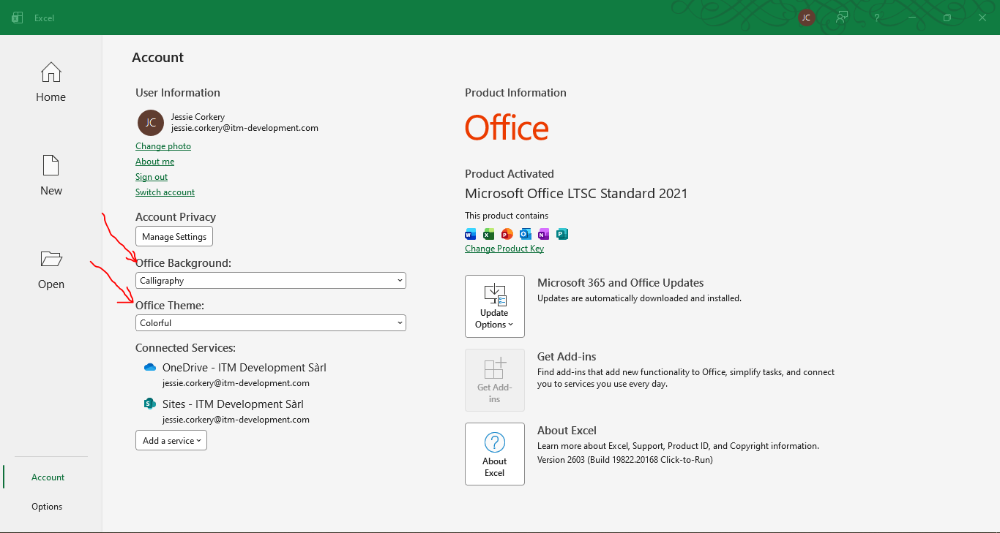 Excel
JC
?
Home
New
Open
Account
Options
Account
User Information
JC
Jessie Corkery
jessie.corkery@itm-development.com
Change photo
About me
Sign out
Switch account
Account Privacy
Manage Settings
Office Background:
Calligraphy
Office Theme:
Colorful
Connected Services:
OneDrive - ITM Development Sàrl
jessie.corkery@itm-development.com
Sites - ITM Development Sàrl
jessie.corkery@itm-development.com
Add a service
Product Information
Office
Product Activated
Microsoft Office LTSC Standard 2021
This product contains
Change Product Key
Update
Options
Microsoft 365 and Office Updates
Updates are automatically downloaded and installed.
Get Add-
ins
Get Add-ins
Find add-ins that add new functionality to Office, simplify tasks, and connect
you to services you use every day.
?
About
Excel
About Excel
Learn more about Excel, Support, Product ID, and Copyright information.
Version 2603 (Build 19822.20168 Click-to-Run)